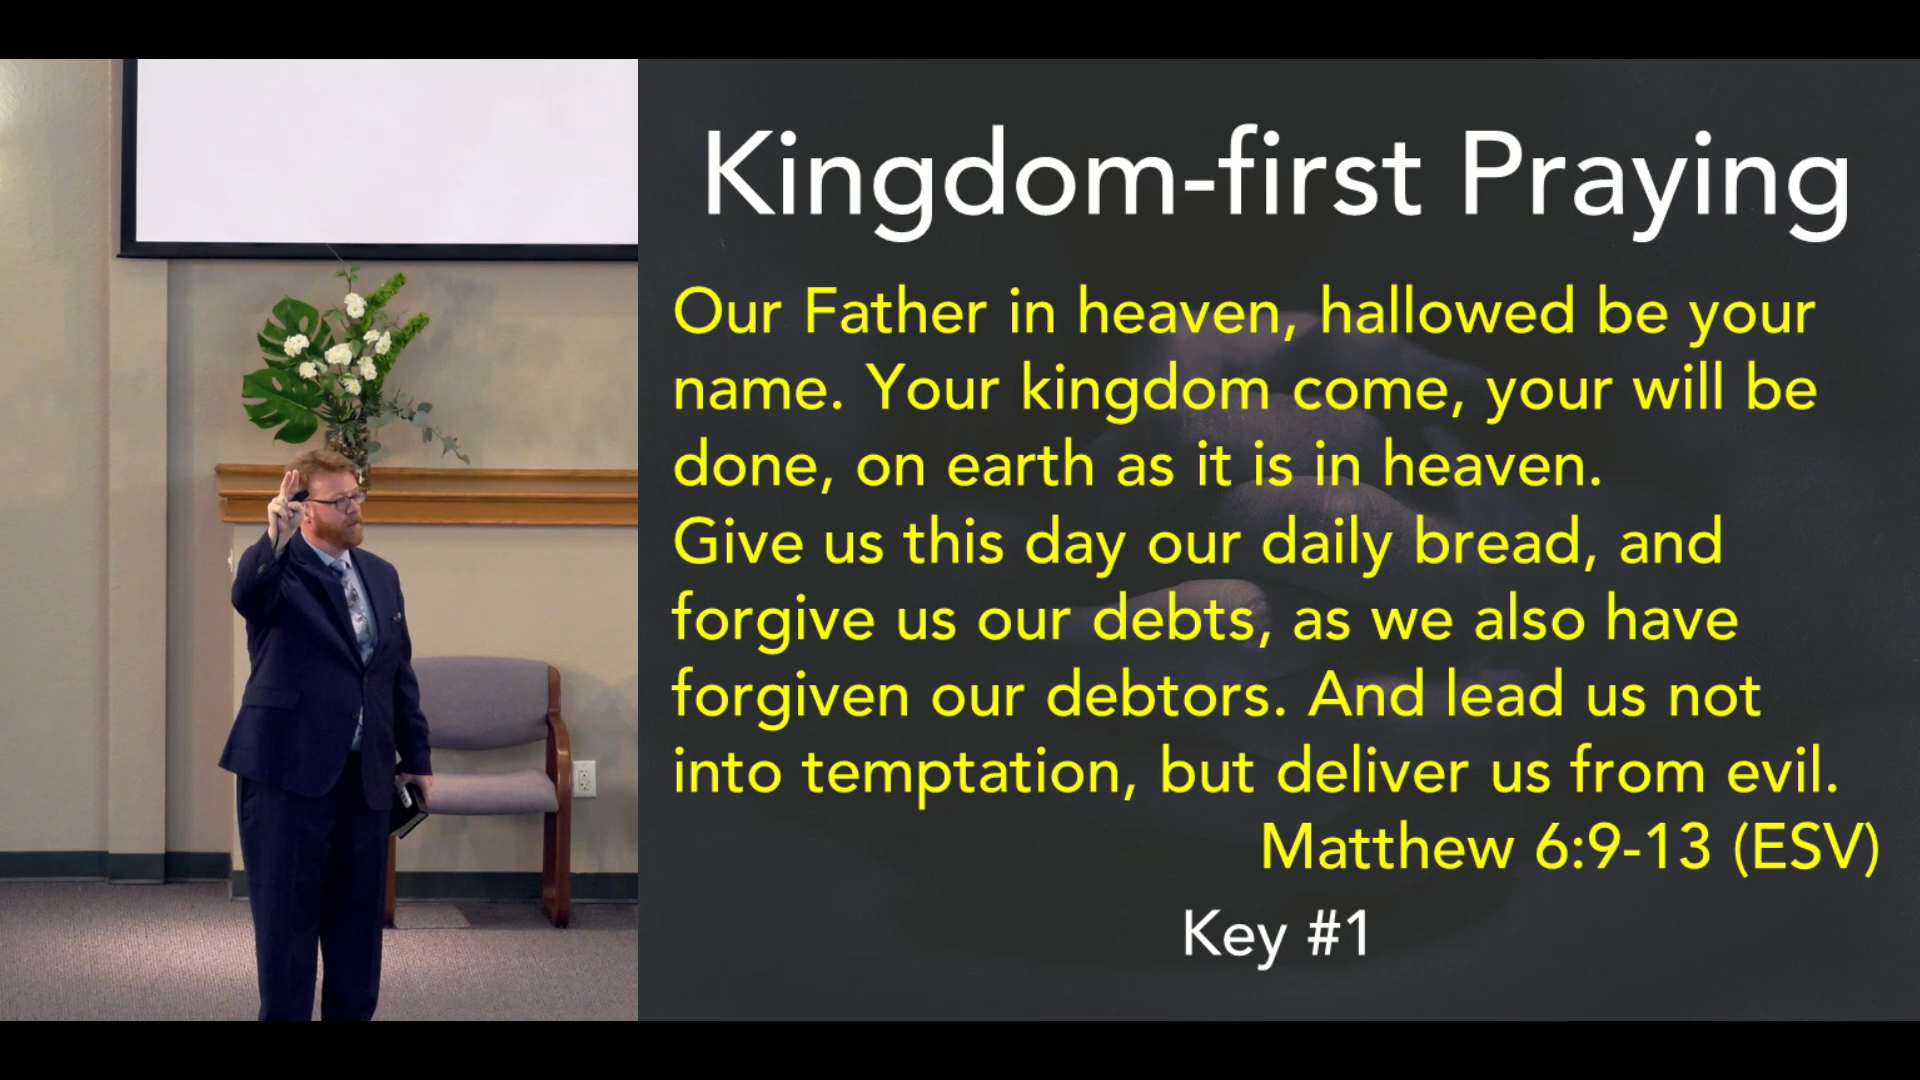 Kingdom-first Praying
Our Father in heaven, hallowed be your
name. Your kingdom come, your will be
done, on earth as it is in heaven.
Give us this day our daily bread, and
forgive us our debts, as we also have
forgiven our debtors. And lead us not
into temptation, but deliver us from evil.
Matthew 6:9-13 (ESV)
Key #1